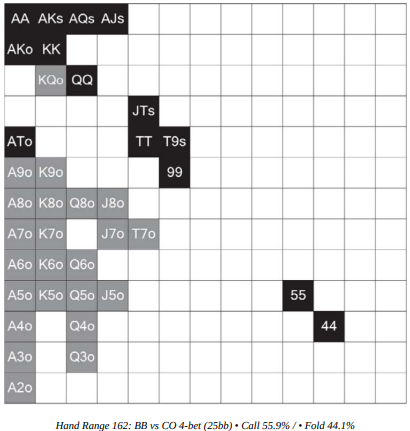 AA AKs AQs AJs
AKo KK
KQo QQ
JTs
ATo TT T9s
A9o K9o 99
A8o K8o Q8o J8o
A7o K7o J7o T7o
A6o K6o Q6o
A5o K5o Q5o J5o 55
A4o Q4o 44
A3o Q3o
A2o
Hand Range 162: BB vs CO 4-bet (25bb) • Call 55.9% / • Fold 44.1%